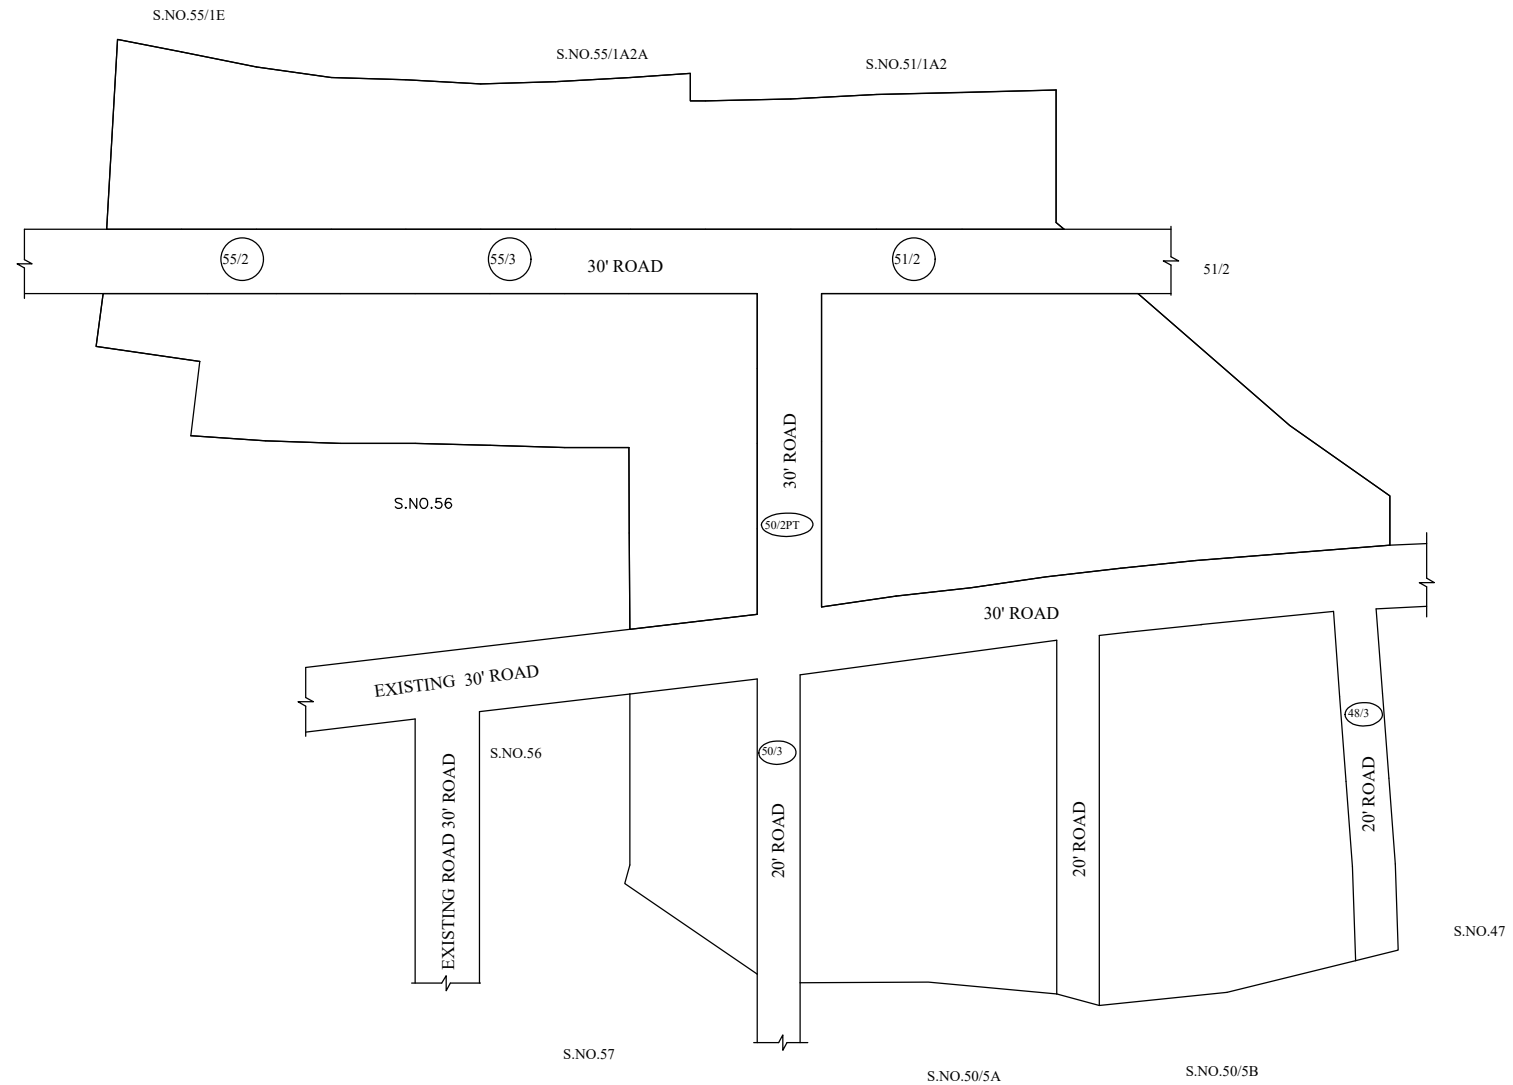 S.NO.55/1E
S.NO.55/1A2A
S.NO.51/1A2
55/2
55/3
30' ROAD
51/2
51/2
30' ROAD
S.NO.56
50/2PT
30' ROAD
EXISTING 30' ROAD
48/3
S.NO.56
50/3
EXISTING ROAD 30' ROAD
20' ROAD
20' ROAD
20' ROAD
S.NO.47
S.NO.57
S.NO.50/5A
S.NO.50/5B